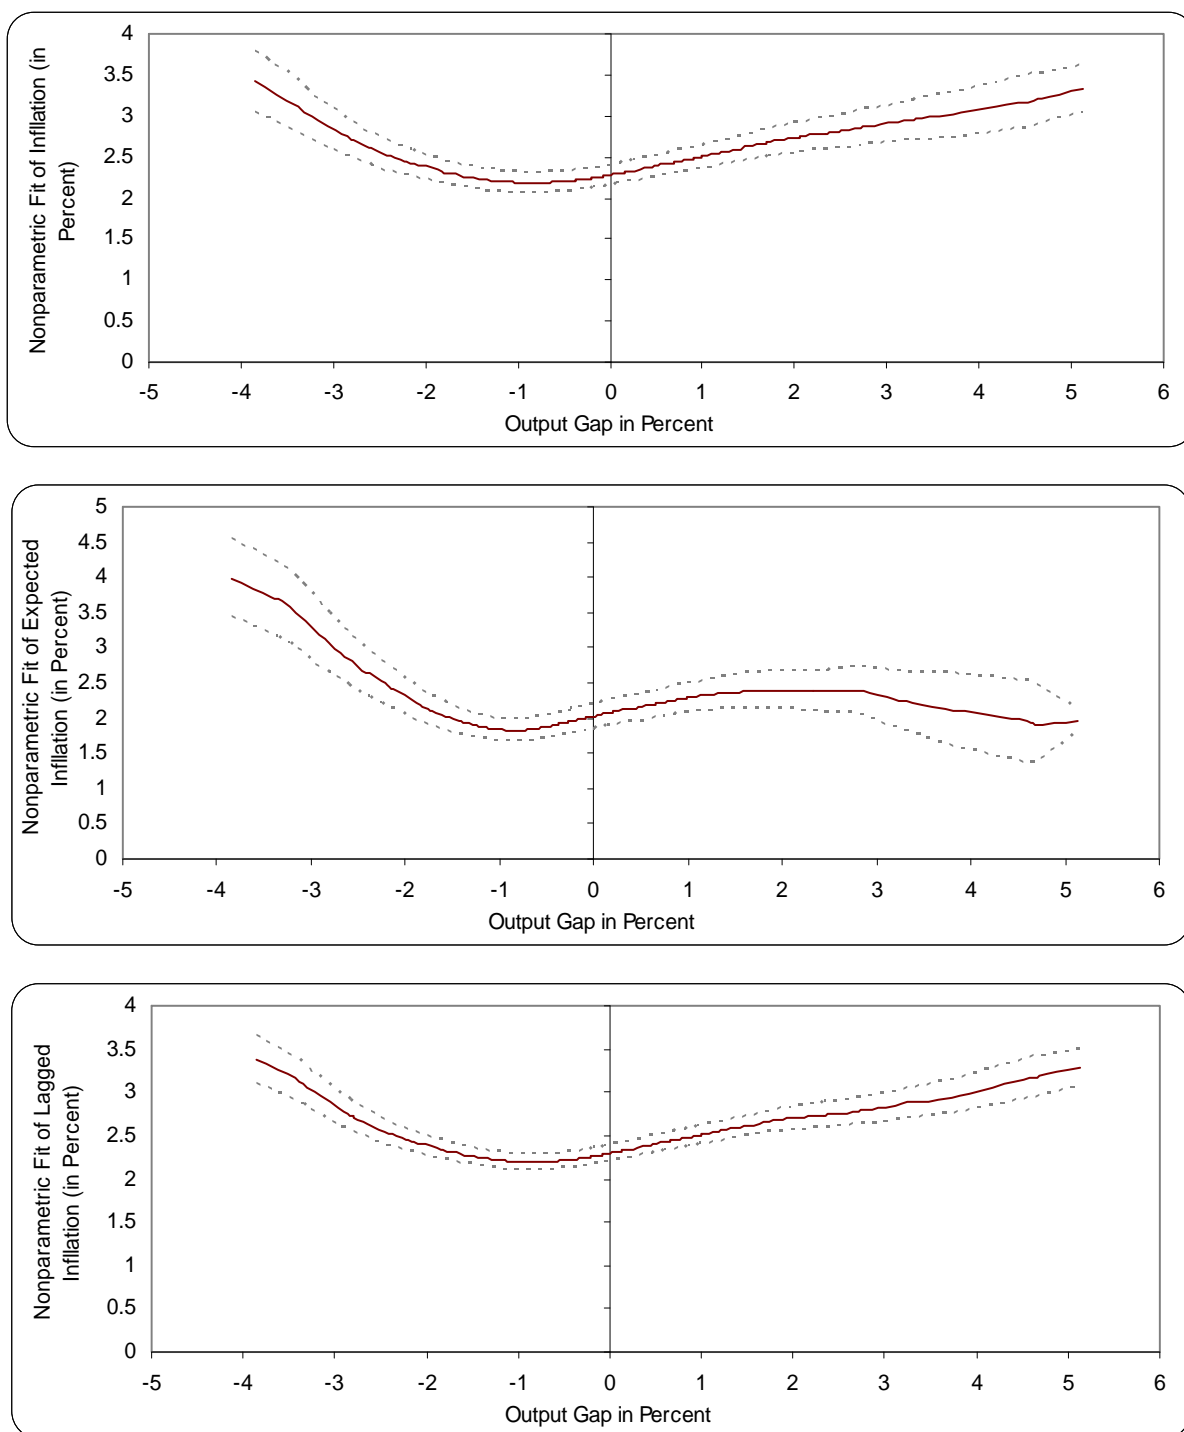 Nonparametric Fit of Infllation (in
Percent)
4
3.5
3
2.5
2
1.5
1
0.5
0
-5 -4 -3 -2 -1 0 1 2 3 4 5 6
Output Gap in Percent
Nonparametric Fit of Expected
Infllation (in Percent)
5
4.5
4
3.5
3
2.5
2
1.5
1
0.5
0
-5 -4 -3 -2 -1 0 1 2 3 4 5 6
Output Gap in Percent
Nonparametric Fit of Lagged
Infllation (in Percent)
4
3.5
3
2.5
2
1.5
1
0.5
0
-5 -4 -3 -2 -1 0 1 2 3 4 5 6
Output Gap in Percent